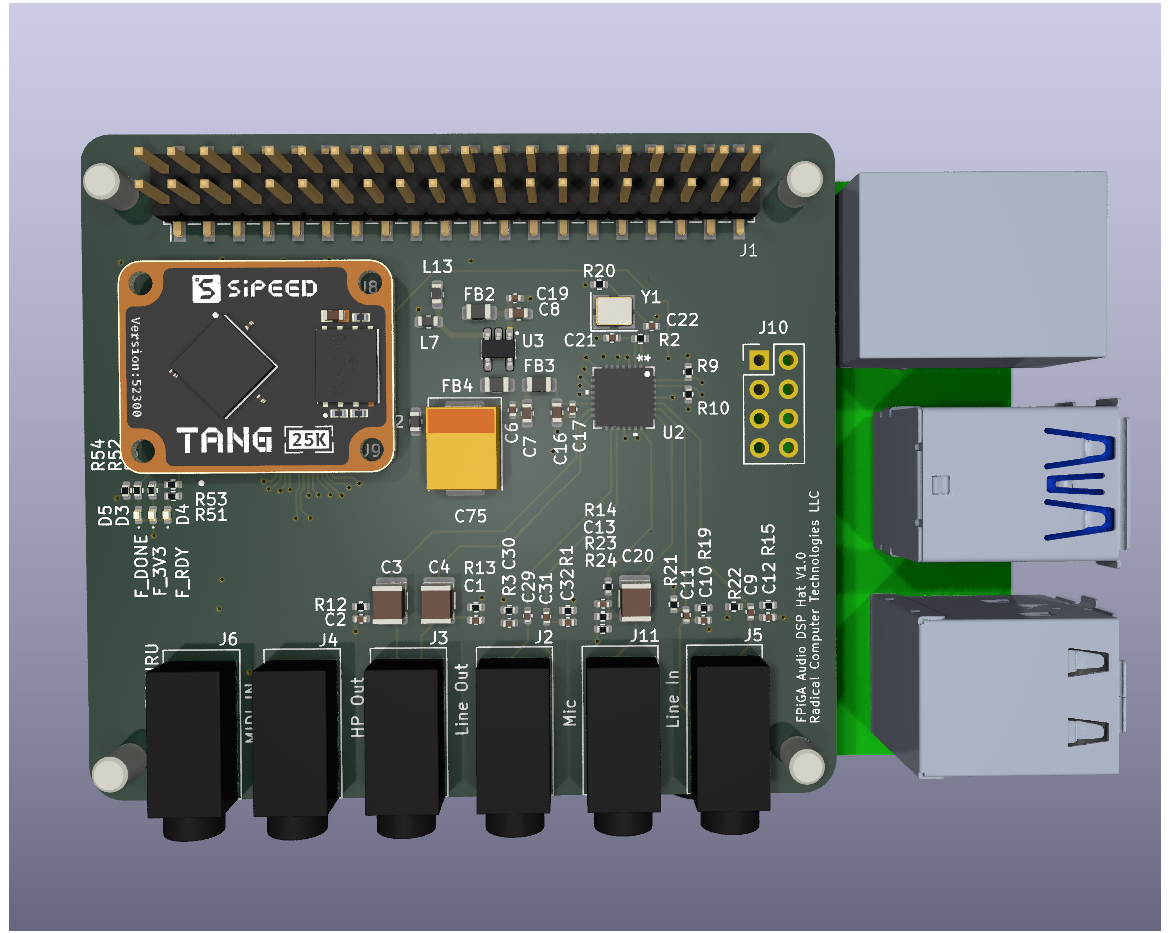 J1
SiPEED
J8
Version:52300
TANG 25K
J9
L13
L7
FB2
C19
C8
U3
FB4
FB3
R20
Y1
C22
C21
R2
**
R9
R10
U2
J10
C6
C7
C16
C17
C75
R54
R52
R53
R51
D5
D3
D4
F_DONE
F_3V3
F_RDY
R12
C2
C3
C4
R13
C1
R3
C30
C29
C31
C32
R1
R14
C13
R23
R24
C20
R21
C11
C10
R19
R22
C9
C12
R15
J6
J4
J3
J2
J11
J5
MIDI IN
HP Out
Line Out
Mic
Line In
FPiGA Audio DSP Hat V1.0
Radical Computer Technologies LLC